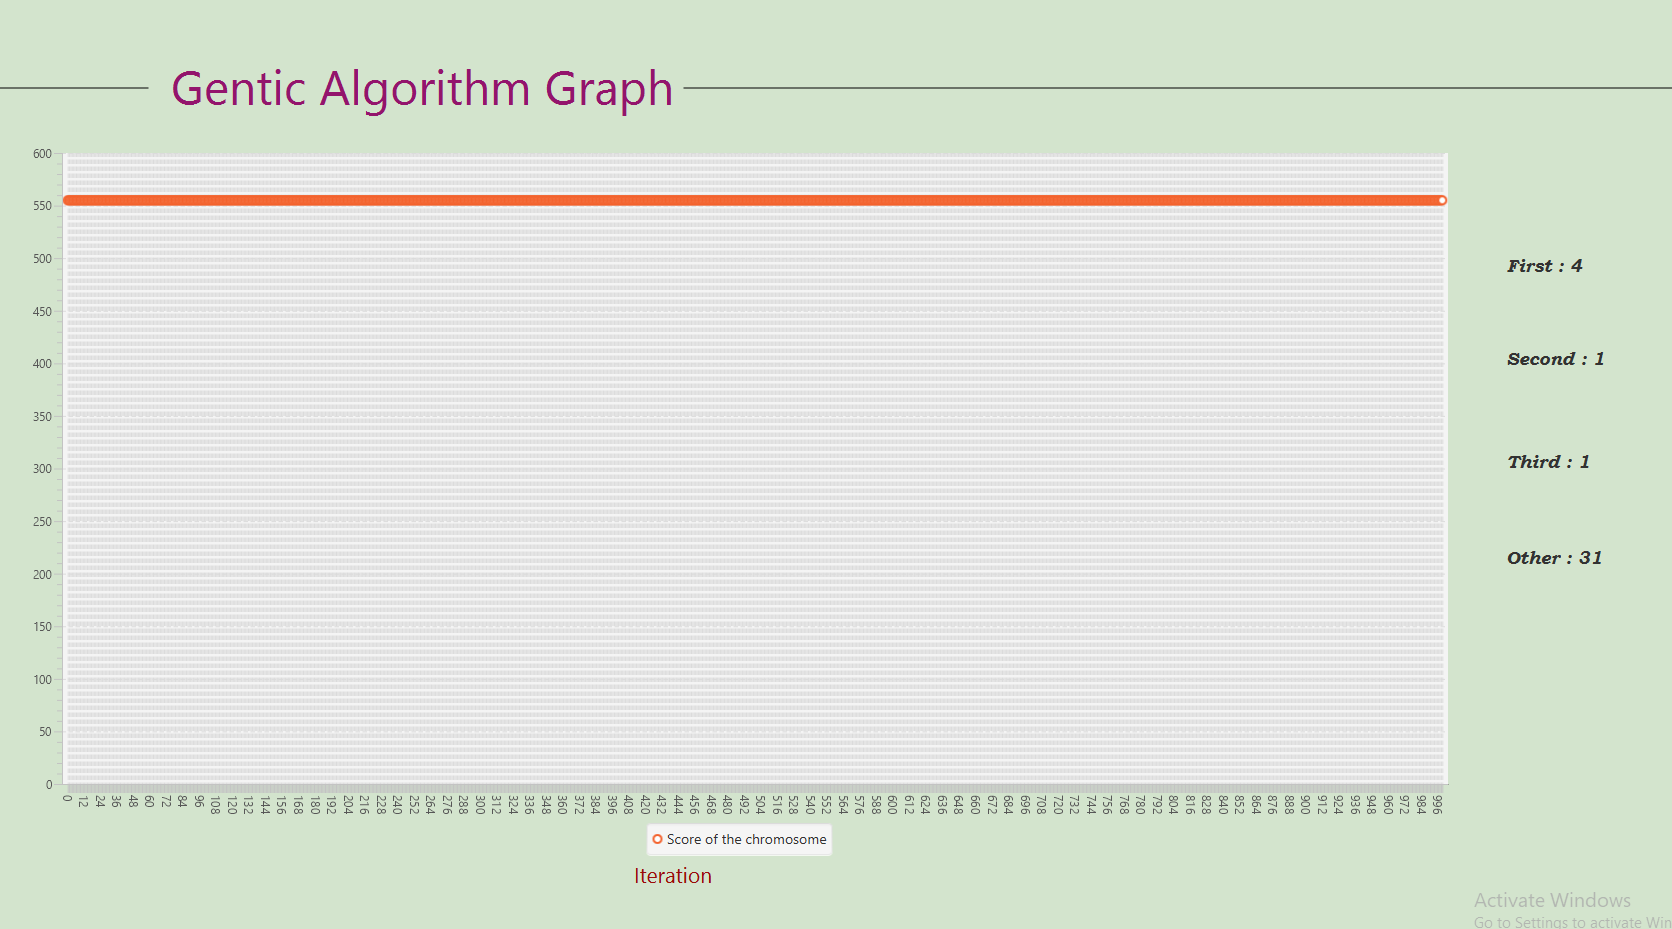 Gentic Algorithm Graph
600
550
500
450
400
350
300
250
200
150
100
50
0
0 12 24 36 48 60 72 84 96 108 120 132 144 156 168 180 192 204 216 228 240 252 264 276 288 300 312 324 336 348 360 372 384 396 408 420 432 444 456 468 480 492 504 516 528 540 552 564 576 588 600 612 624 636 648 660 672 684 696 708 720 732 744 756 768 780 792 804 816 828 840 852 864 876 888 900 912 924 936 948 960 972 984 996
Score of the chromosome
Iteration
First : 4
Second : 1
Third : 1
Other : 31
Activate Windows
Go to Settings to activate Win